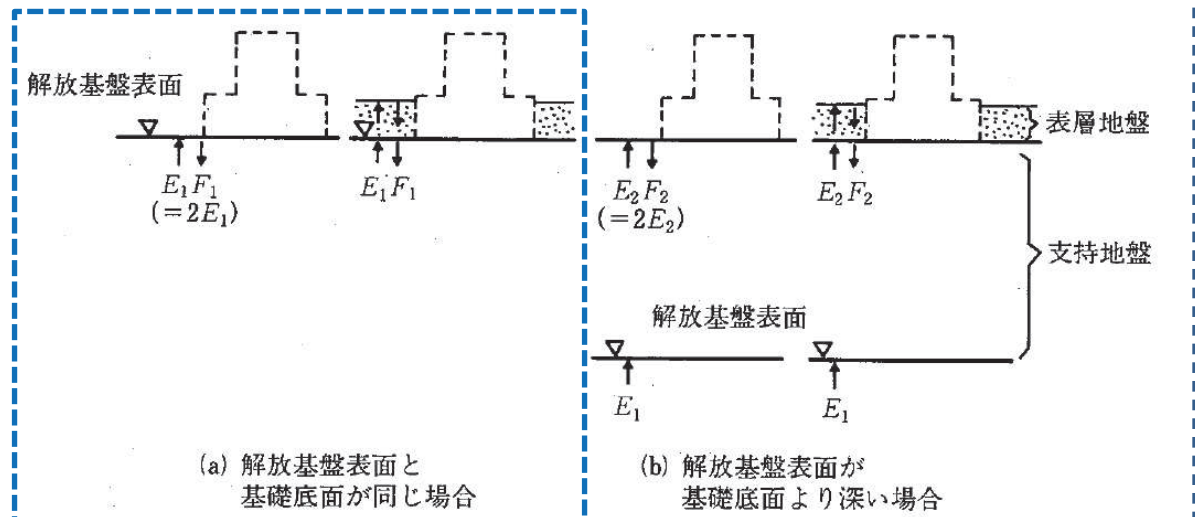 解放基盤表面
E₁ F₁
(=2E₁)
E₁ F₁
(a) 解放基盤表面と
基礎底面が同じ場合
E₂ F₂
(=2E₂)
E₂ F₂
表層地盤
支持地盤
解放基盤表面
E₁
E₁
(b) 解放基盤表面が
基礎底面より深い場合